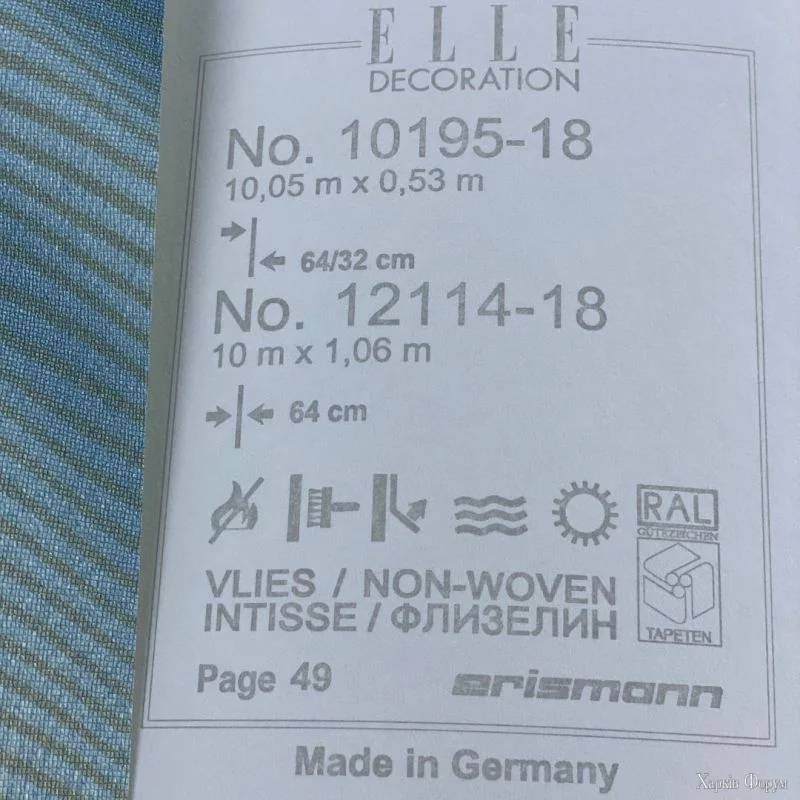 ELLE
DECORATION
No. 10195-18
10,05 m x 0,53 m
64/32 cm
No. 12114-18
10 m x 1,06 m
64 cm
RAL
GÜTEZEICHEN
TAPETEN
VLIES / NON-WOVEN
INTISSE / ФЛИЗЕЛИН
Page 49
erismann
Made in Germany
Харків Форум